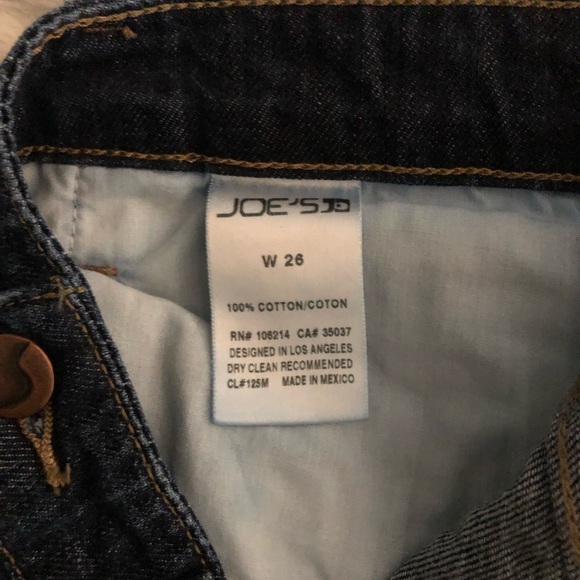 JOE'S
W 26
100% COTTON/COTON
RN# 106214 CA# 35037
DESIGNED IN LOS ANGELES
DRY CLEAN RECOMMENDED
CL#125M MADE IN MEXICO